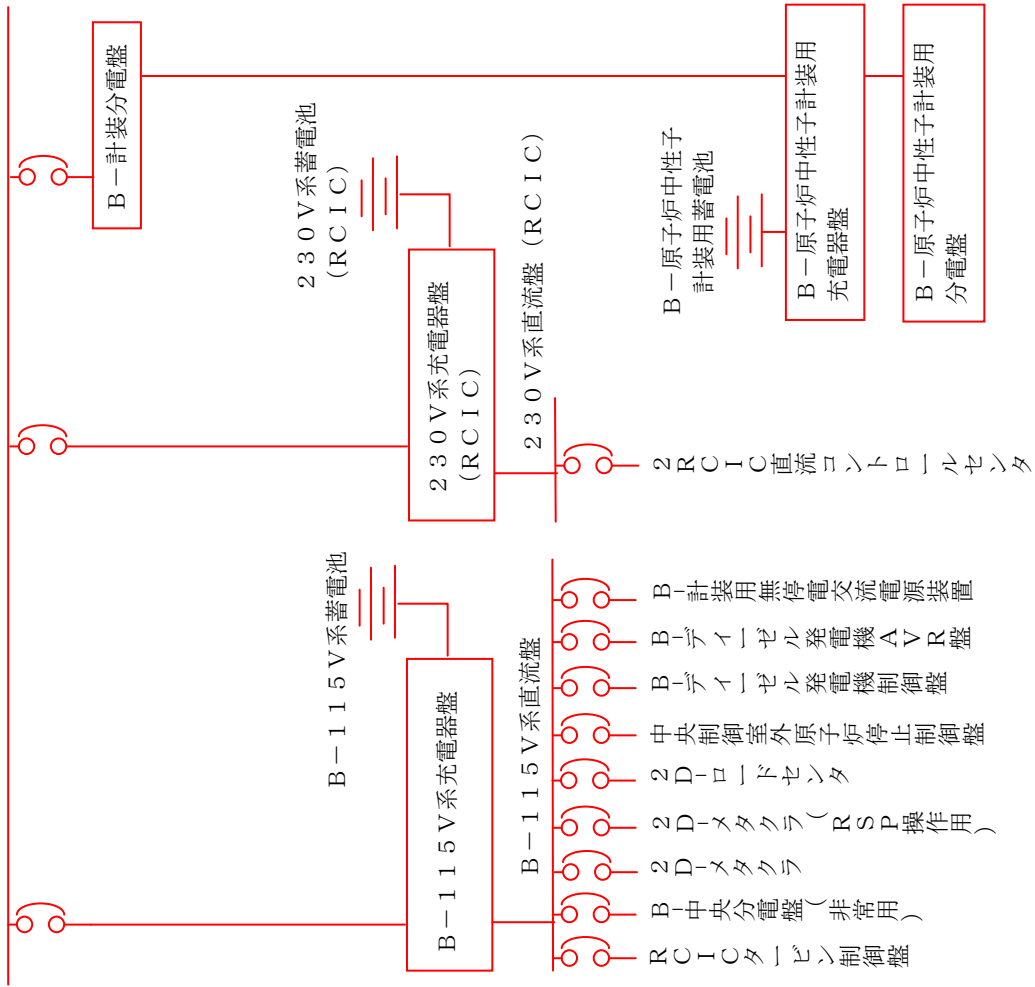 B－計装分電盤
230V系蓄電池
(RCIC)
230V系充電器盤
(RCIC)
230V系直流盤（RCIC）
2RCIC直流コントロールセンタ
B－原子炉中性子
計装用蓄電池
B－原子炉中性子計装用
充電器盤
B－原子炉中性子計装用
分電盤
B－115V系蓄電池
B－115V系充電器盤
B－115V系直流盤
RCICタービン制御盤
B-中央分電盤(非常用)
2D-メタクラ
2D-メタクラ(RSP操作用)
2D-ロードセンタ
中央制御室外原子炉停止制御盤
B-ディーゼル発電機制御盤
B-ディーゼル発電機AVR盤
B-計装用無停電交流電源装置